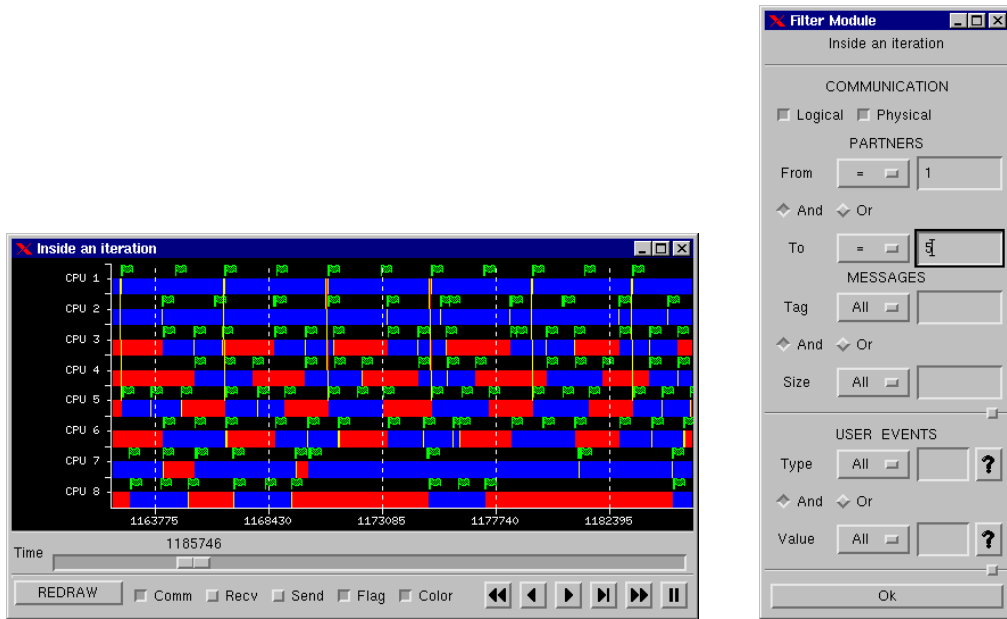 Inside an iteration
CPU 1
CPU 2
CPU 3
CPU 4
CPU 5
CPU 6
CPU 7
CPU 8
1163775 1168430 1173085 1177740 1182395
1185746
Time
REDRAW Comm Recv Send Flag Color
Filter Module
Inside an iteration
COMMUNICATION
Logical Physical
PARTNERS
From = 1
And Or
To = 5
MESSAGES
Tag All
And Or
Size All
USER EVENTS
Type All ?
And Or
Value All ?
Ok